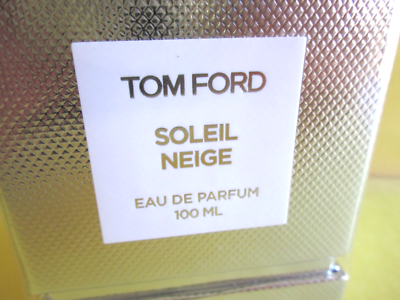 TOM FORD
SOLEIL
NEIGE
EAU DE PARFUM
100 ML